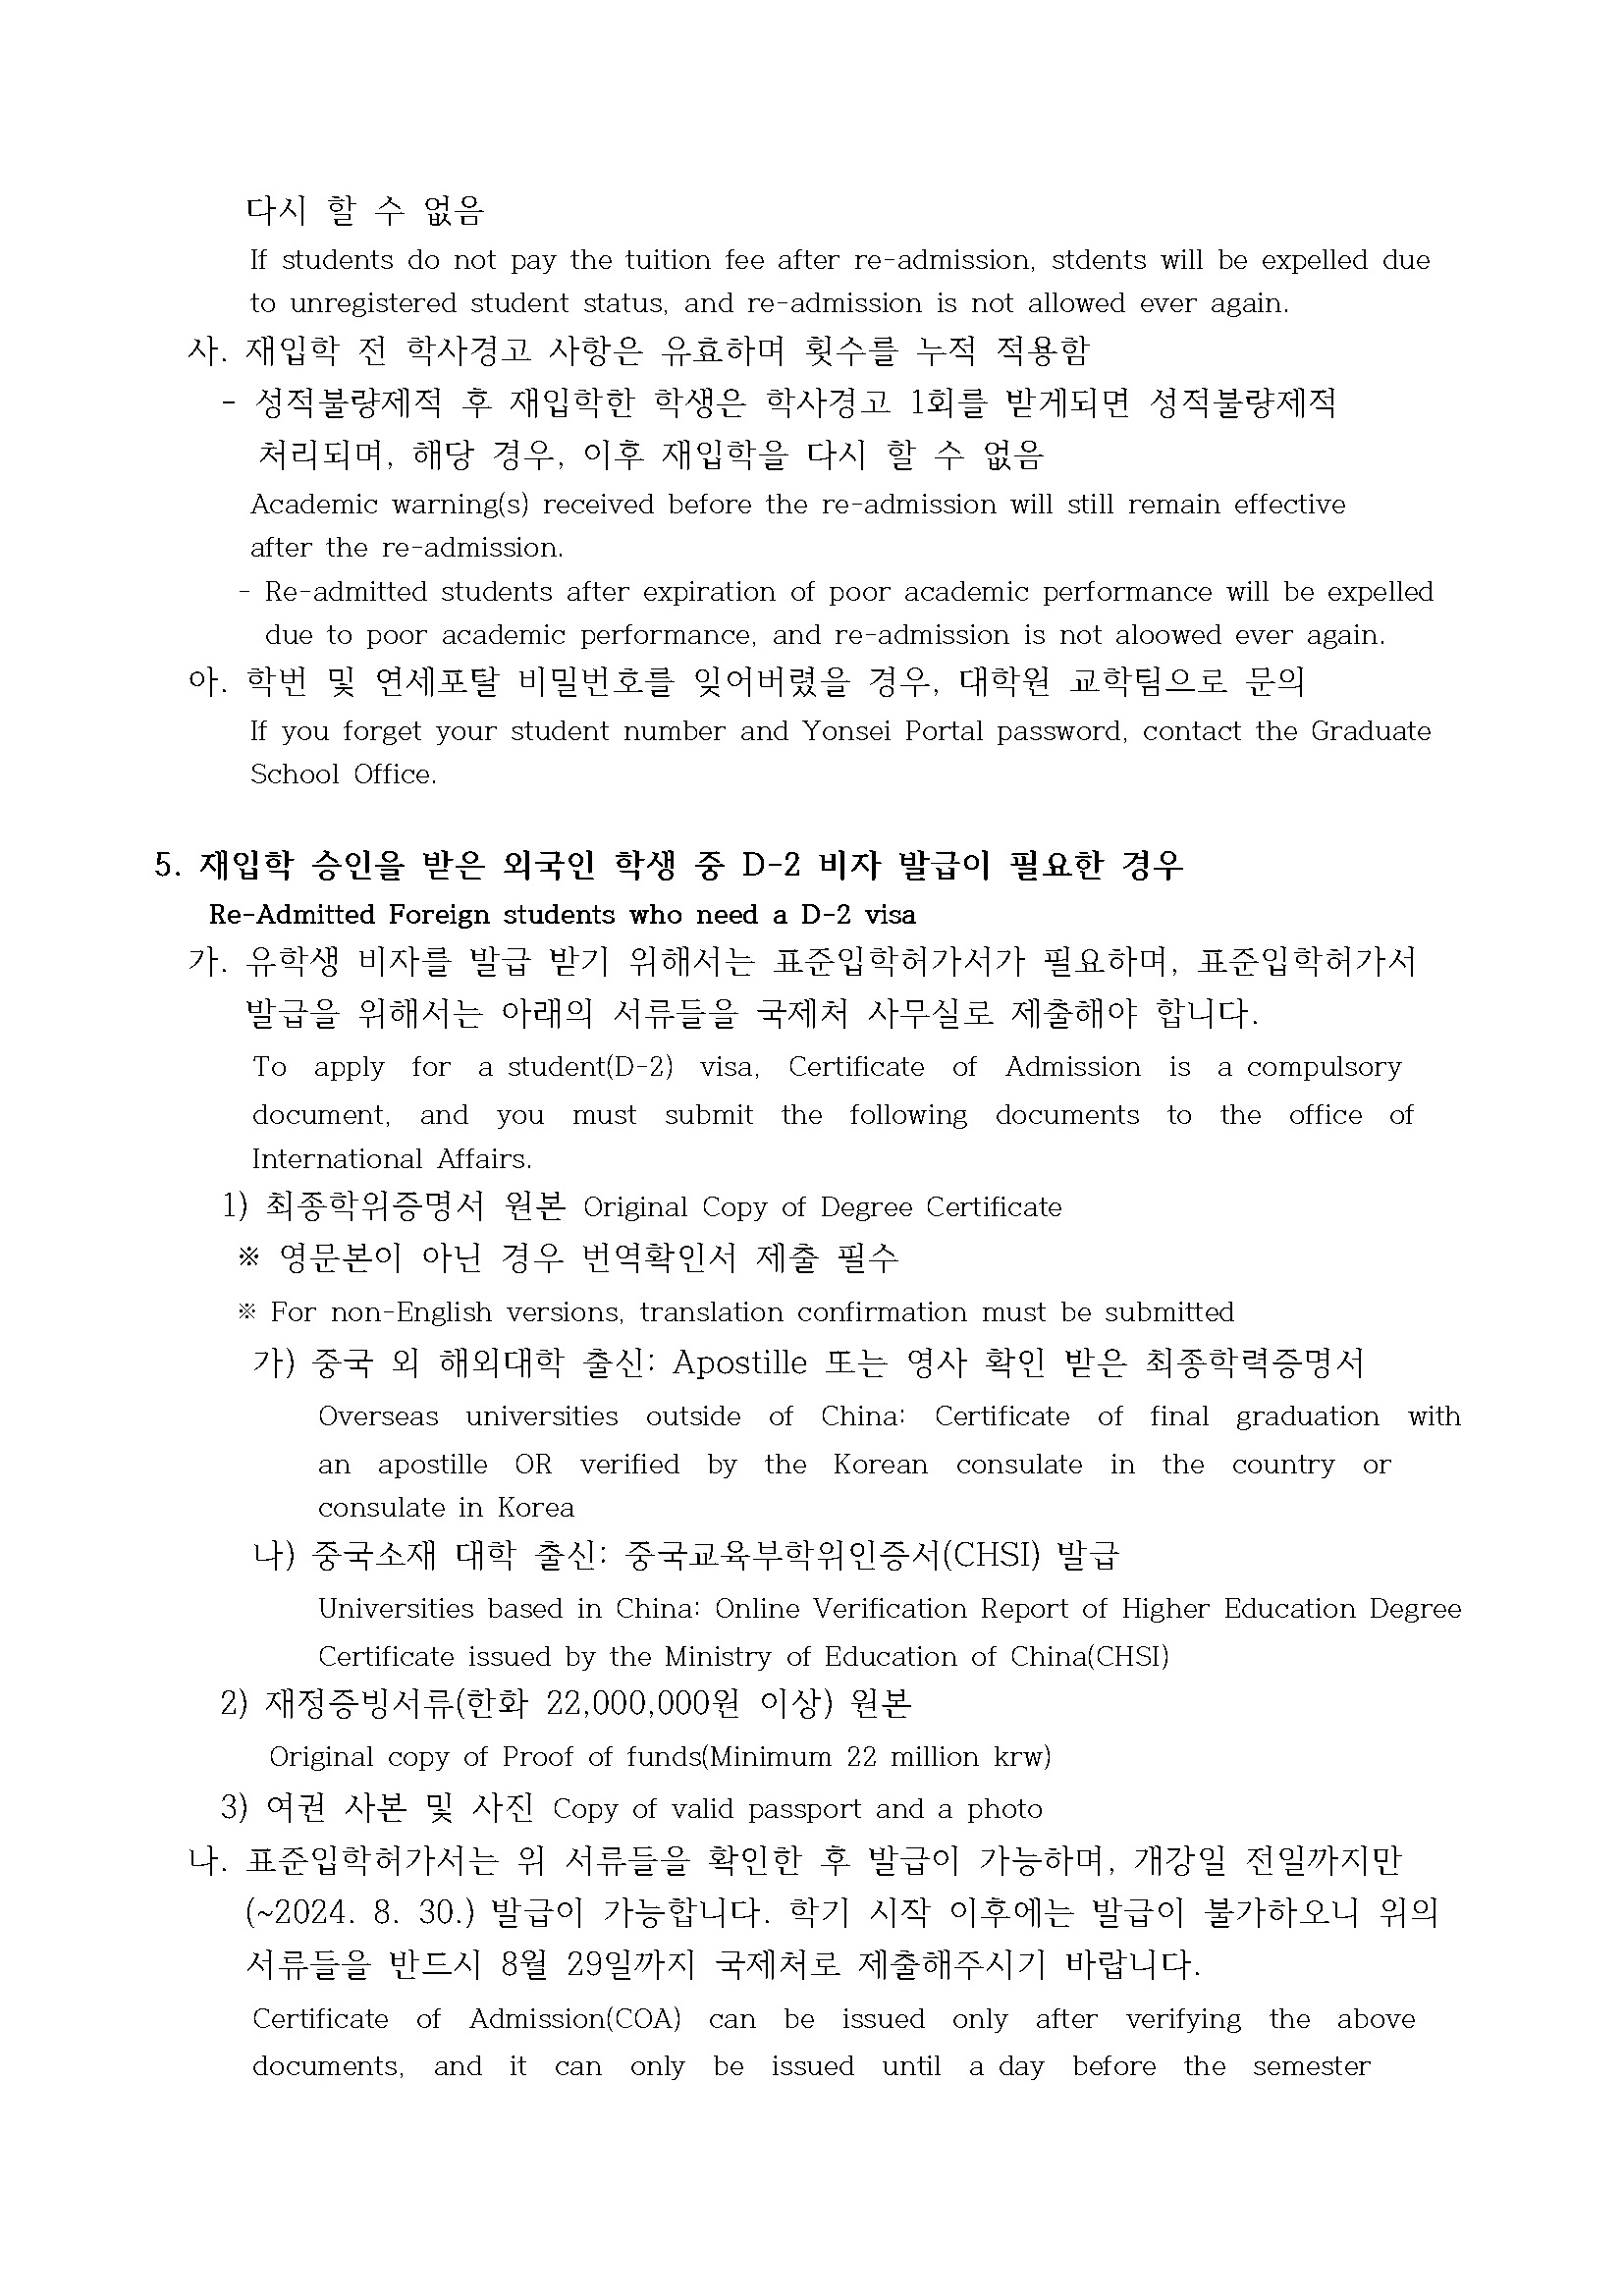 다시 할 수 없음
If students do not pay the tuition fee after re-admission, stdents will be expelled due
to unregistered student status, and re-admission is not allowed ever again.
사. 재입학 전 학사경고 사항은 유효하며 횟수를 누적 적용함
- 성적불량제적 후 재입학한 학생은 학사경고 1회를 받게되면 성적불량제적
처리되며, 해당 경우, 이후 재입학을 다시 할 수 없음
Academic warning(s) received before the re-admission will still remain effective
after the re-admission.
- Re-admitted students after expiration of poor academic performance will be expelled
due to poor academic performance, and re-admission is not aloowed ever again.
아. 학번 및 연세포탈 비밀번호를 잊어버렸을 경우, 대학원 교학팀으로 문의
If you forget your student number and Yonsei Portal password, contact the Graduate
School Office.
5. 재입학 승인을 받은 외국인 학생 중 D-2 비자 발급이 필요한 경우
Re-Admitted Foreign students who need a D-2 visa
가. 유학생 비자를 발급 받기 위해서는 표준입학허가서가 필요하며, 표준입학허가서
발급을 위해서는 아래의 서류들을 국제처 사무실로 제출해야 합니다.
To apply for a student(D-2) visa, Certificate of Admission is a compulsory
document, and you must submit the following documents to the office of
International Affairs.
1) 최종학위증명서 원본 Original Copy of Degree Certificate
※ 영문본이 아닌 경우 번역확인서 제출 필수
※ For non-English versions, translation confirmation must be submitted
가) 중국 외 해외대학 출신: Apostille 또는 영사 확인 받은 최종학력증명서
Overseas universities outside of China: Certificate of final graduation with
an apostille OR verified by the Korean consulate in the country or
consulate in Korea
나) 중국소재 대학 출신: 중국교육부학위인증서(CHSI) 발급
Universities based in China: Online Verification Report of Higher Education Degree
Certificate issued by the Ministry of Education of China(CHSI)
2) 재정증빙서류(한화 22,000,000원 이상) 원본
Original copy of Proof of funds(Minimum 22 million krw)
3) 여권 사본 및 사진 Copy of valid passport and a photo
나. 표준입학허가서는 위 서류들을 확인한 후 발급이 가능하며, 개강일 전일까지만
(~2024. 8. 30.) 발급이 가능합니다. 학기 시작 이후에는 발급이 불가하오니 위의
서류들을 반드시 8월 29일까지 국제처로 제출해주시기 바랍니다.
Certificate of Admission(COA) can be issued only after verifying the above
documents, and it can only be issued until a day before the semester